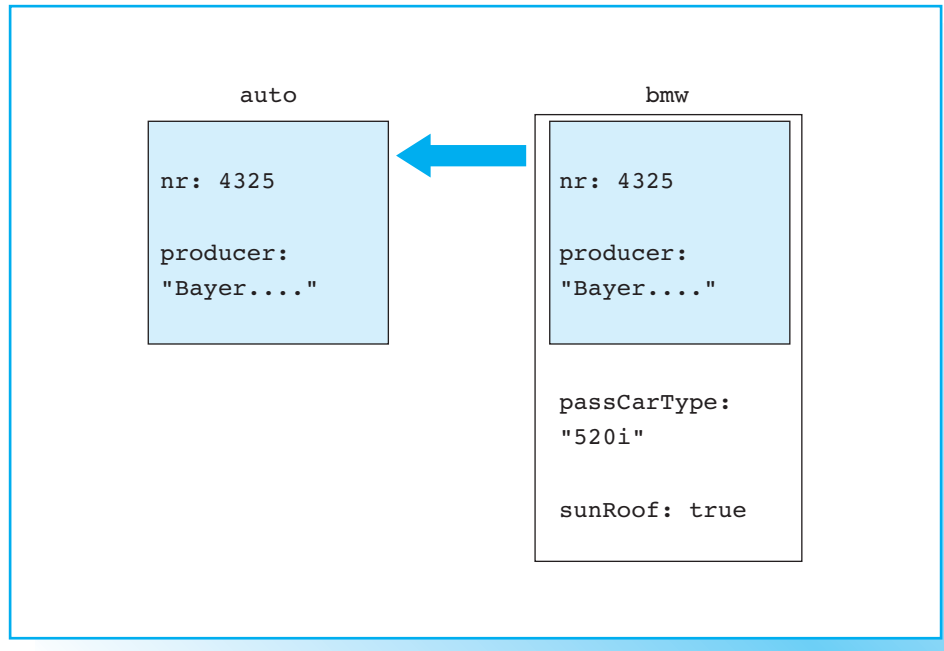 auto
nr: 4325
producer:
"Bayer...."
bmw
nr: 4325
producer:
"Bayer...."
passCarType:
"520i"
sunRoof: true